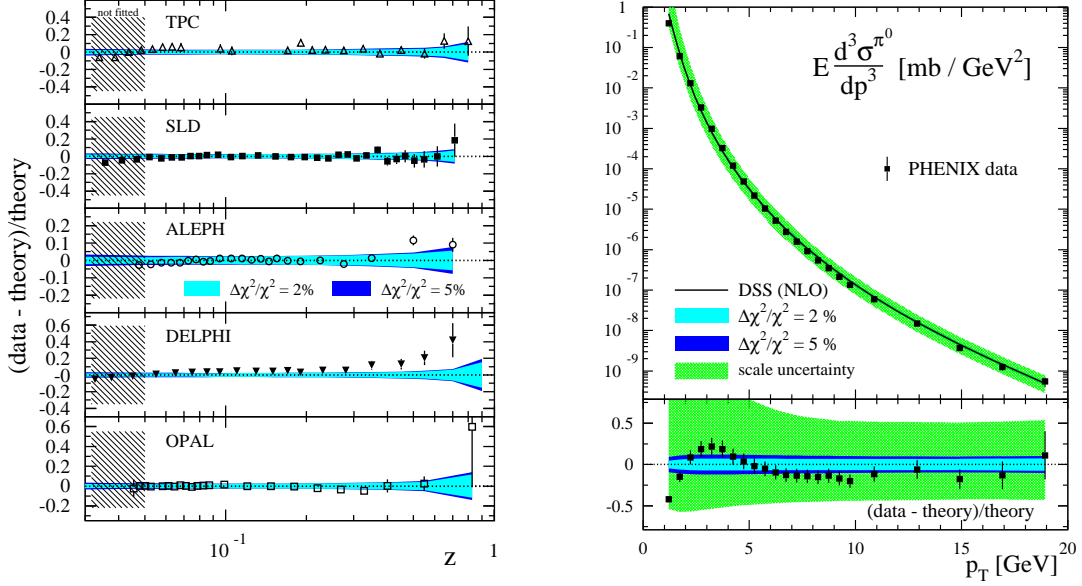 (data - theory)/theory
not fitted
TPC
0.4
0.2
0
-0.2
-0.4
SLD
0.4
0.2
0
-0.2
-0.4
ALEPH
0.2
0.1
0
-0.1
-0.2
Δχ²/χ² = 2%
Δχ²/χ² = 5%
DELPHI
0.6
0.4
0.2
-0
-0.2
OPAL
0.6
0.4
0.2
0
-0.2
10⁻¹
z
1
1
10⁻¹
10⁻²
10⁻³
10⁻⁴
10⁻⁵
10⁻⁶
10⁻⁷
10⁻⁸
10⁻⁹
E d³σ^π⁰/dp³ [mb / GeV²]
PHENIX data
DSS (NLO)
Δχ²/χ² = 2 %
Δχ²/χ² = 5 %
scale uncertainty
0.5
0
-0.5
(data - theory)/theory
0 5 10 15 20
p_T [GeV]